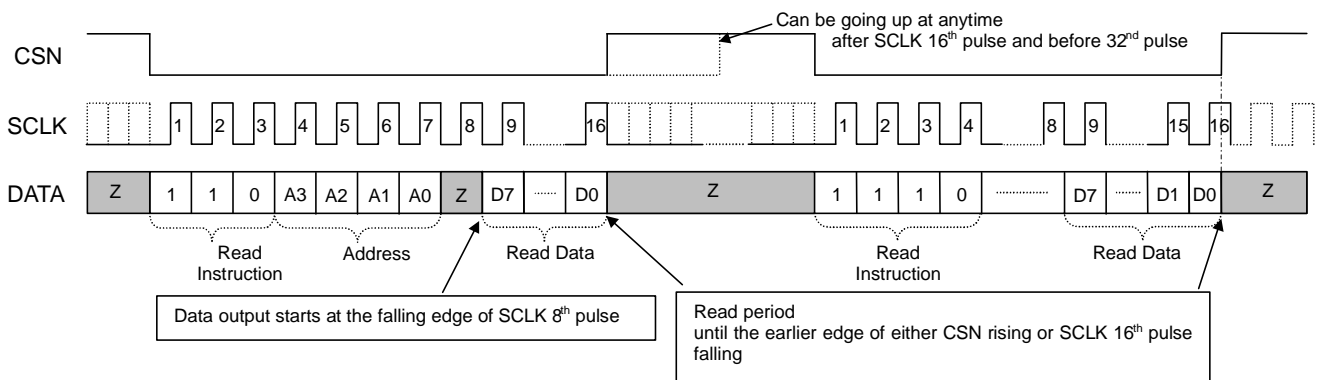 Can be going up at anytime
after SCLK 16th pulse and before 32nd pulse
CSN
SCLK
1 2 3 4 5 6 7 8 9 16 1 2 3 4 8 9 15 16
DATA
Z 1 1 0 A3 A2 A1 A0 Z D7 ...... D0 Z 1 1 1 0 ............. D7 ...... D1 D0 Z
Read Instruction
Address
Read Data
Read Instruction
Read Data
Data output starts at the falling edge of SCLK 8th pulse
Read period
until the earlier edge of either CSN rising or SCLK 16th pulse
falling